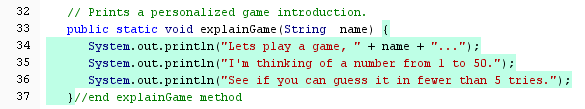 32 // Prints a personalized game introduction.
33 public static void explainGame(String name) {
34 System.out.println("Lets play a game, " + name + "...");
35 System.out.println("I'm thinking of a number from 1 to 50.");
36 System.out.println("See if you can guess it in fewer than 5 tries.");
37 }//end explainGame method